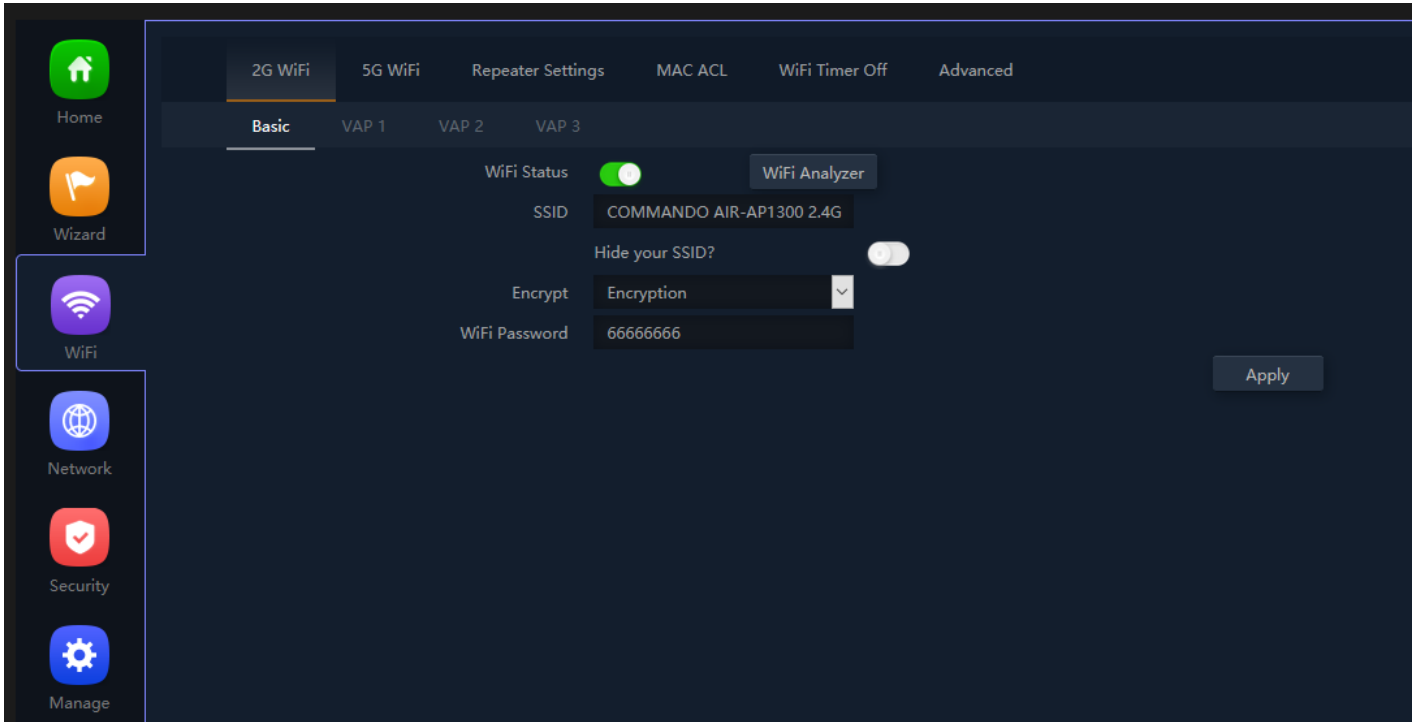 Home
Wizard
WiFi
Network
Security
Manage
2G WiFi 5G WiFi Repeater Settings MAC ACL WiFi Timer Off Advanced
Basic VAP 1 VAP 2 VAP 3
WiFi Status WiFi Analyzer
SSID COMMANDO AIR-AP1300 2.4G
Hide your SSID?
Encrypt Encryption
WiFi Password 66666666
Apply